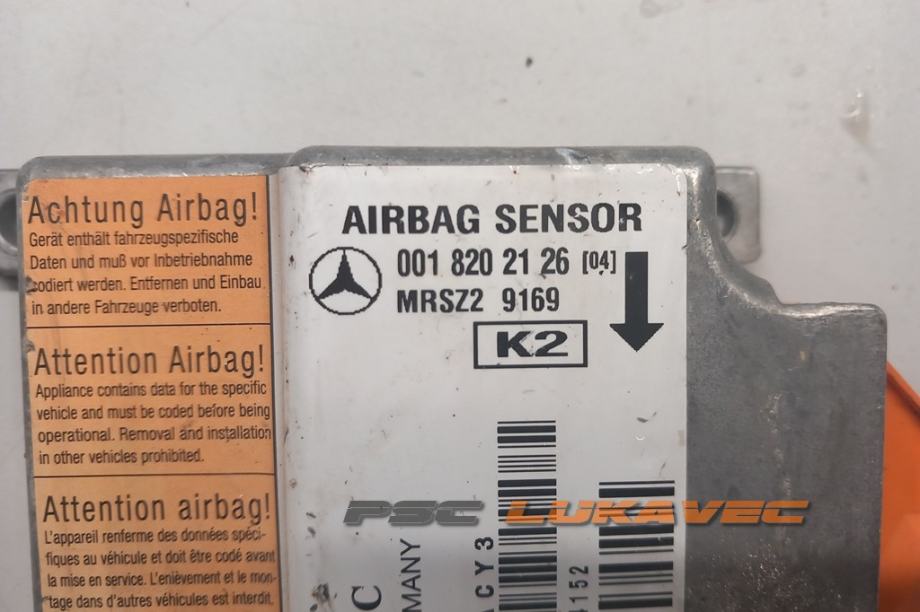 Achtung Airbag!
Gerät enthält fahrzeugspezifische
Daten und muß vor Inbetriebnahme
codiert werden. Entfernen und Einbau
in andere Fahrzeuge verboten.
Attention Airbag!
Appliance contains data for the specific
vehicle and must be coded before being
operational. Removal and installation
in other vehicles prohibited.
Attention airbag!
L'appareil renferme des données spéci-
fiques au véhicule et doit être codé avant
la mise en service. L'enièvement et le mon-
tage dans d'autres véhicules est interdit.
AIRBAG SENSOR
001 820 21 26 [04]
MRSZ2 9169
K2
PSC LUKAVEC
C
MANY
ACY3
152